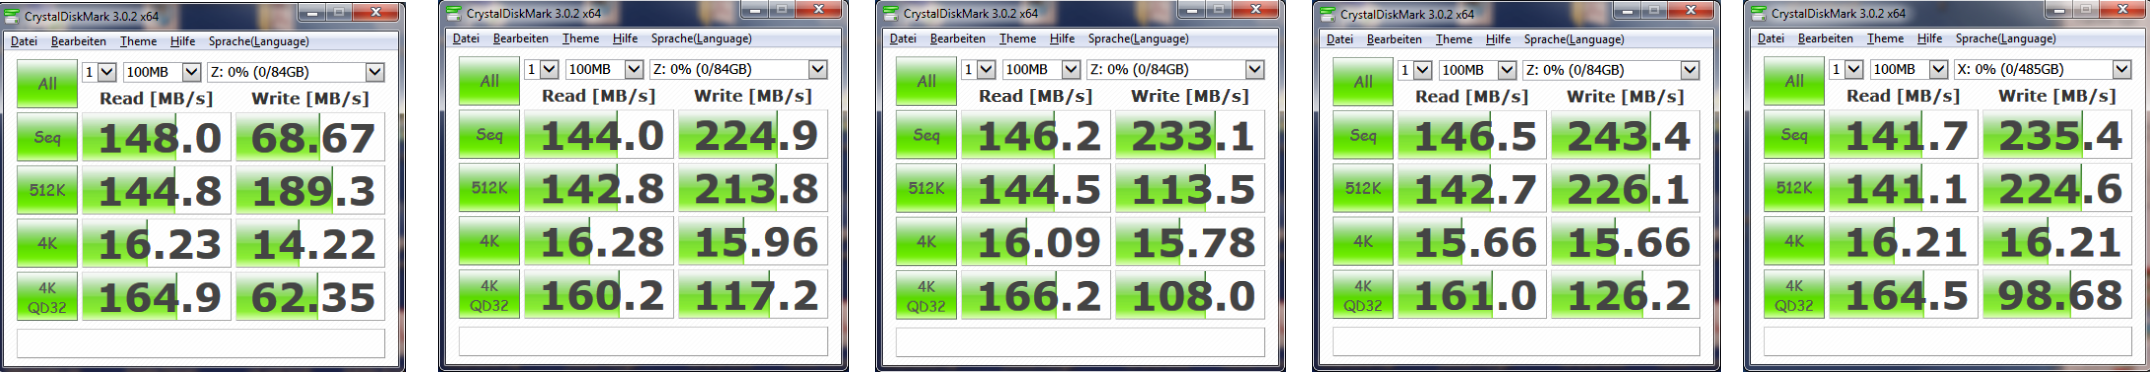 CrystalDiskMark 3.0.2 x64
Datei Bearbeiten Theme Hilfe Sprache(Language)
All 1 100MB Z: 0% (0/84GB)
Read [MB/s] Write [MB/s]
Seq 148.0 68.67
512K 144.8 189.3
4K 16.23 14.22
4K QD32 164.9 62.35
CrystalDiskMark 3.0.2 x64
Datei Bearbeiten Theme Hilfe Sprache(Language)
All 1 100MB Z: 0% (0/84GB)
Read [MB/s] Write [MB/s]
Seq 144.0 224.9
512K 142.8 213.8
4K 16.28 15.96
4K QD32 160.2 117.2
CrystalDiskMark 3.0.2 x64
Datei Bearbeiten Theme Hilfe Sprache(Language)
All 1 100MB Z: 0% (0/84GB)
Read [MB/s] Write [MB/s]
Seq 146.2 233.1
512K 144.5 113.5
4K 16.09 15.78
4K QD32 166.2 108.0
CrystalDiskMark 3.0.2 x64
Datei Bearbeiten Theme Hilfe Sprache(Language)
All 1 100MB Z: 0% (0/84GB)
Read [MB/s] Write [MB/s]
Seq 146.5 243.4
512K 142.7 226.1
4K 15.66 15.66
4K QD32 161.0 126.2
CrystalDiskMark 3.0.2 x64
Datei Bearbeiten Theme Hilfe Sprache(Language)
All 1 100MB X: 0% (0/485GB)
Read [MB/s] Write [MB/s]
Seq 141.7 235.4
512K 141.1 224.6
4K 16.21 16.21
4K QD32 164.5 98.68